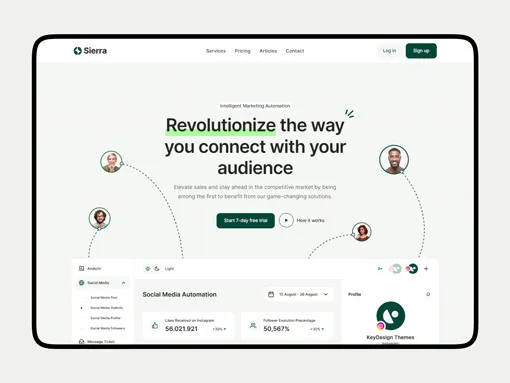 Sierra
Services Pricing Articles Contact
Log in Sign up
Intelligent Marketing Automation
Revolutionize the way
you connect with your
audience
Elevate sales and stay ahead in the competitive market by being
among the first to benefit from our game-changing solutions.
Start 7-day free trial How it works
Analytic
Light
Social Media
Social Media Post
Social Media Statistic
Social Media Profile
Social Media Followers
Message Ticket
Social Media Automation
15 August - 20 August
Likes Received on Instagram
56.021.921
+30%
Follower Evolution Precentage
50,567%
+30%
Profile
KeyDesign Themes